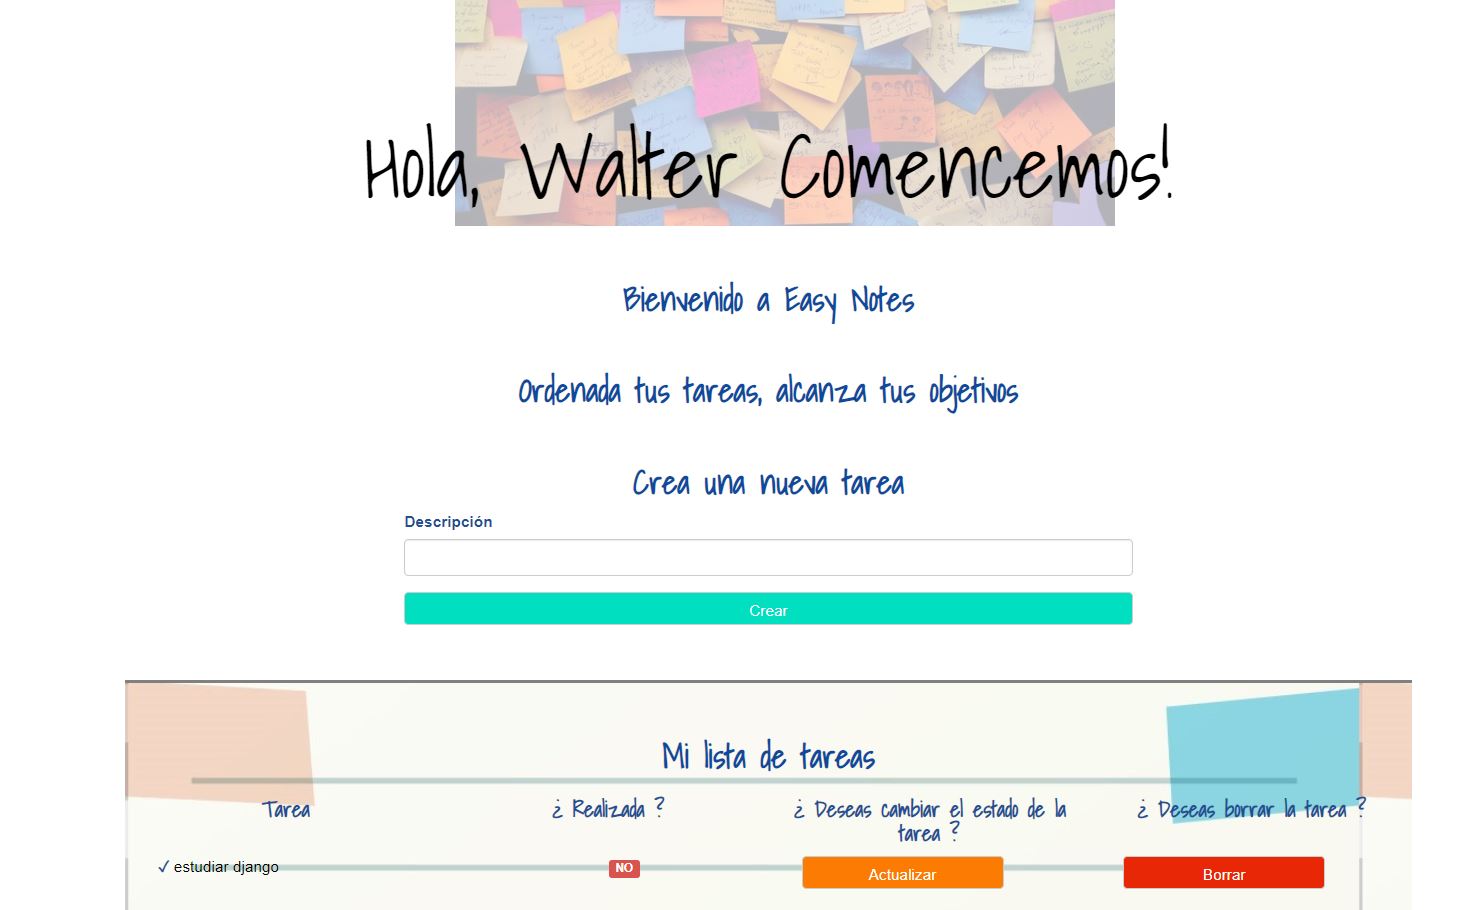 Hola, Walter Comencemos!
Bienvenido a Easy Notes
Ordenada tus tareas, alcanza tus objetivos
Crea una nueva tarea
Descripción
Crear
Mi lista de tareas
Tarea
¿ Realizada ?
¿ Deseas cambiar el estado de la
tarea ?
¿ Deseas borrar la tarea ?
✓ estudiar django
NO
Actualizar
Borrar